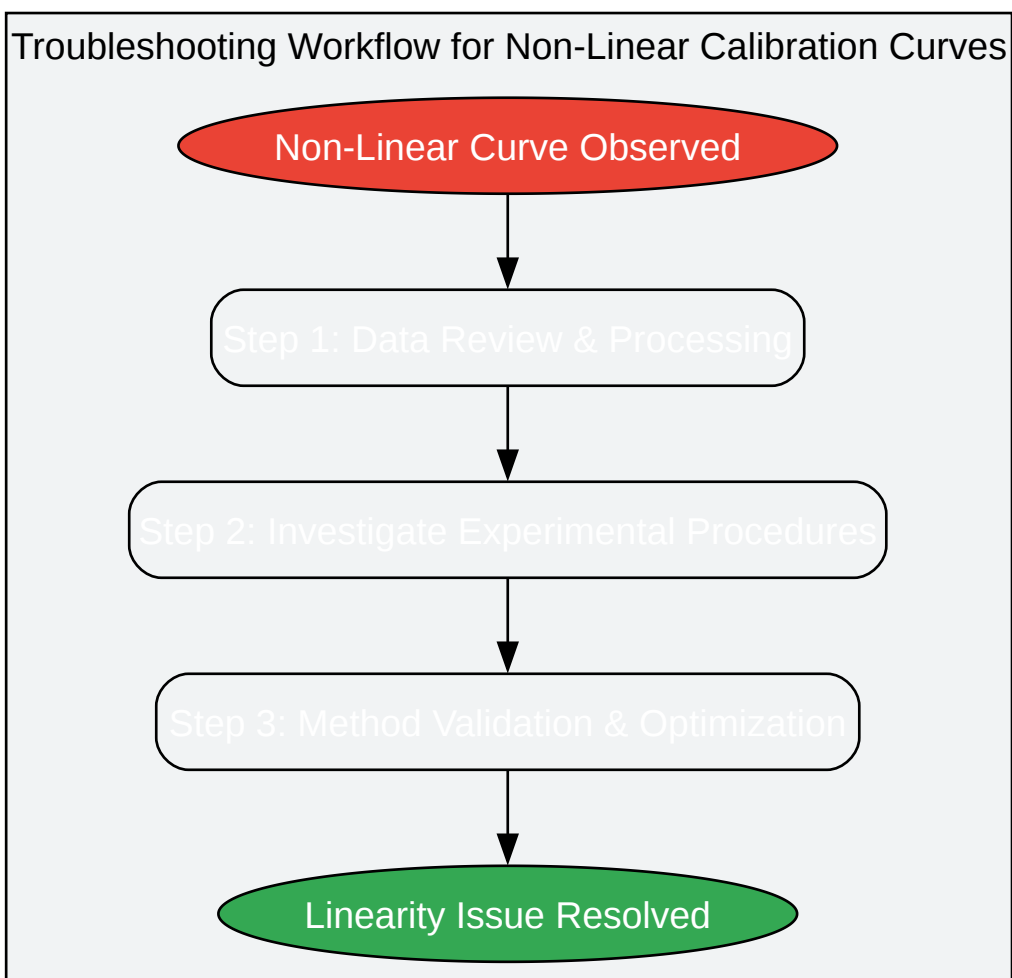 Troubleshooting Workflow for Non-Linear Calibration Curves
Non-Linear Curve Observed
Step 1: Data Review & Processing
Step 2: Investigate Experimental Procedures
Step 3: Method Validation & Optimization
Linearity Issue Resolved